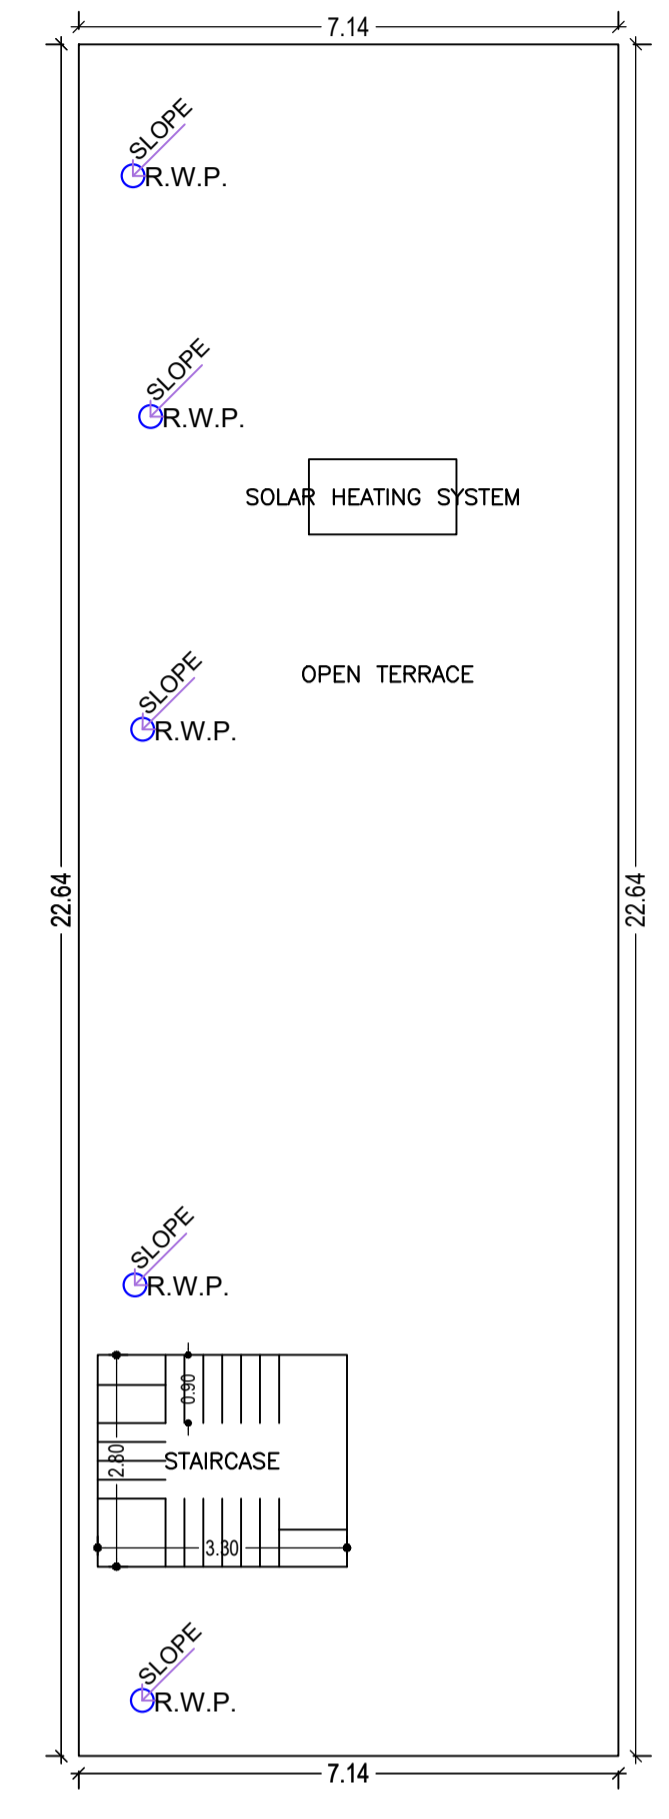 7.14
SLOPE
R.W.P.
SLOPE
R.W.P.
SOLAR HEATING SYSTEM
SLOPE
OPEN TERRACE
R.W.P.
22.64
22.64
SLOPE
R.W.P.
0.90
2.80
STAIRCASE
3.30
SLOPE
R.W.P.
7.14